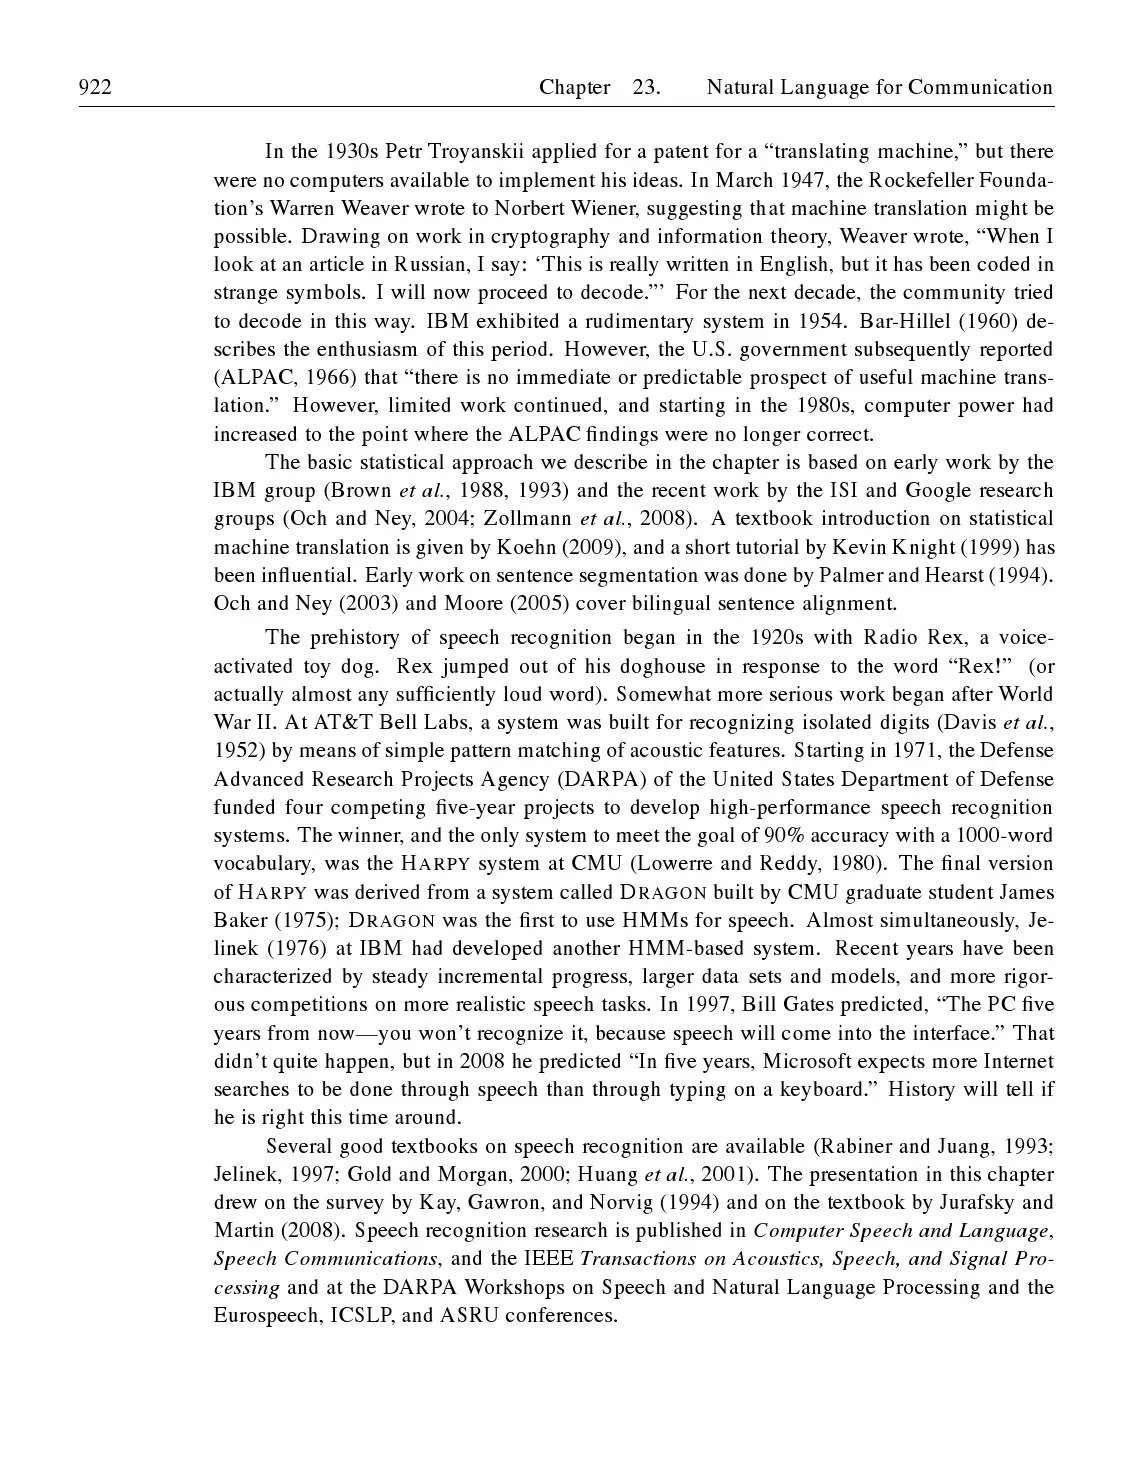 922 Chapter 23. Natural Language for Communication
In the 1930s Petr Troyanskii applied for a patent for a “translating machine,” but there
were no computers available to implement his ideas. In March 1947, the Rockefeller Founda-
tion’s Warren Weaver wrote to Norbert Wiener, suggesting that machine translation might be
possible. Drawing on work in cryptography and information theory, Weaver wrote, “When I
look at an article in Russian, I say: ‘This is really written in English, but it has been coded in
strange symbols. I will now proceed to decode.”’ For the next decade, the community tried
to decode in this way. IBM exhibited a rudimentary system in 1954. Bar-Hillel (1960) de-
scribes the enthusiasm of this period. However, the U.S. government subsequently reported
(ALPAC, 1966) that “there is no immediate or predictable prospect of useful machine trans-
lation.” However, limited work continued, and starting in the 1980s, computer power had
increased to the point where the ALPAC findings were no longer correct.
The basic statistical approach we describe in the chapter is based on early work by the
IBM group (Brown et al., 1988, 1993) and the recent work by the ISI and Google research
groups (Och and Ney, 2004; Zollmann et al., 2008). A textbook introduction on statistical
machine translation is given by Koehn (2009), and a short tutorial by Kevin Knight (1999) has
been influential. Early work on sentence segmentation was done by Palmer and Hearst (1994).
Och and Ney (2003) and Moore (2005) cover bilingual sentence alignment.
The prehistory of speech recognition began in the 1920s with Radio Rex, a voice-
activated toy dog. Rex jumped out of his doghouse in response to the word “Rex!” (or
actually almost any sufficiently loud word). Somewhat more serious work began after World
War II. At AT&T Bell Labs, a system was built for recognizing isolated digits (Davis et al.,
1952) by means of simple pattern matching of acoustic features. Starting in 1971, the Defense
Advanced Research Projects Agency (DARPA) of the United States Department of Defense
funded four competing five-year projects to develop high-performance speech recognition
systems. The winner, and the only system to meet the goal of 90% accuracy with a 1000-word
vocabulary, was the HARPY system at CMU (Lowerre and Reddy, 1980). The final version
of HARPY was derived from a system called DRAGON built by CMU graduate student James
Baker (1975); DRAGON was the first to use HMMs for speech. Almost simultaneously, Je-
linek (1976) at IBM had developed another HMM-based system. Recent years have been
characterized by steady incremental progress, larger data sets and models, and more rigor-
ous competitions on more realistic speech tasks. In 1997, Bill Gates predicted, “The PC five
years from now—you won’t recognize it, because speech will come into the interface.” That
didn’t quite happen, but in 2008 he predicted “In five years, Microsoft expects more Internet
searches to be done through speech than through typing on a keyboard.” History will tell if
he is right this time around.
Several good textbooks on speech recognition are available (Rabiner and Juang, 1993;
Jelinek, 1997; Gold and Morgan, 2000; Huang et al., 2001). The presentation in this chapter
drew on the survey by Kay, Gawron, and Norvig (1994) and on the textbook by Jurafsky and
Martin (2008). Speech recognition research is published in Computer Speech and Language,
Speech Communications, and the IEEE Transactions on Acoustics, Speech, and Signal Pro-
cessing and at the DARPA Workshops on Speech and Natural Language Processing and the
Eurospeech, ICSLP, and ASRU conferences.